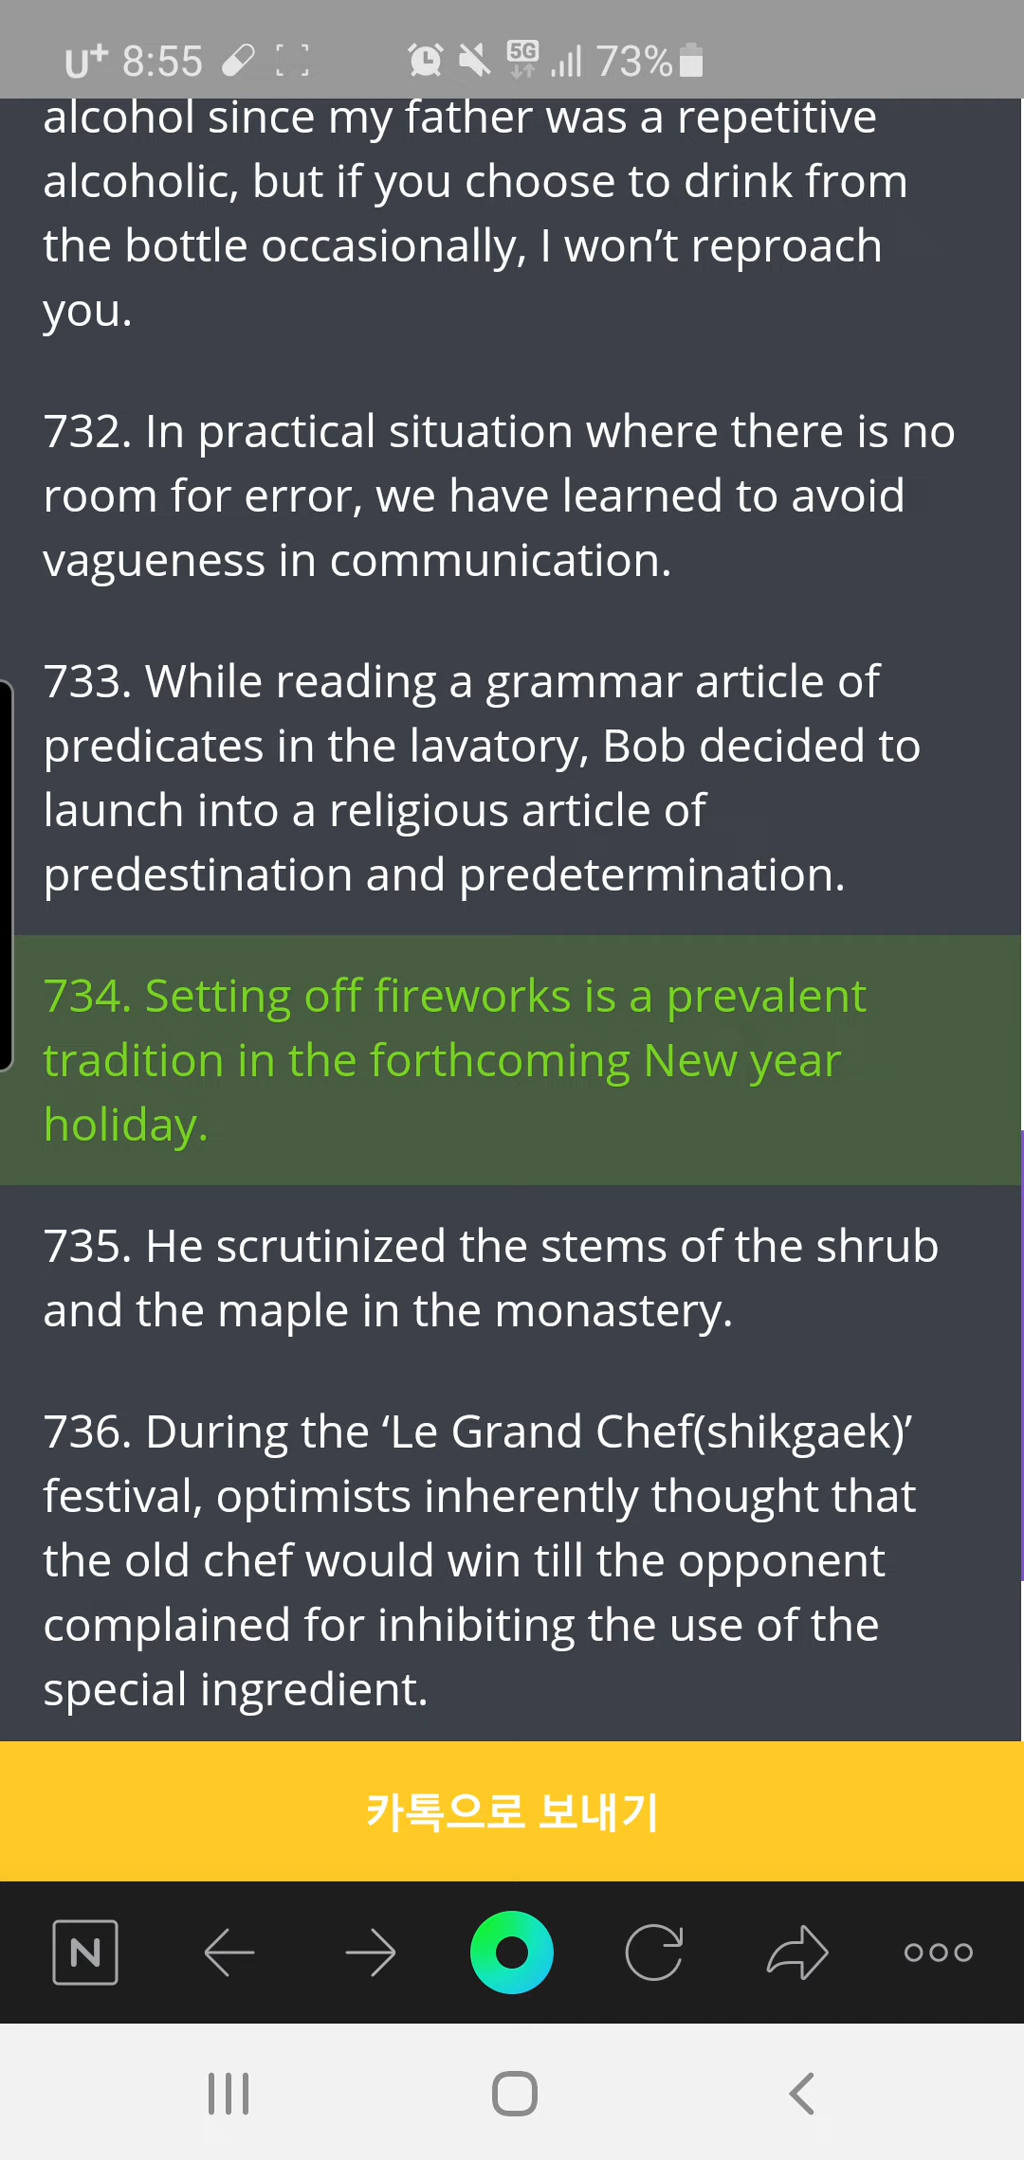 U+ 8:55 5G 73%
alcohol since my father was a repetitive
alcoholic, but if you choose to drink from
the bottle occasionally, I won’t reproach
you.
732. In practical situation where there is no
room for error, we have learned to avoid
vagueness in communication.
733. While reading a grammar article of
predicates in the lavatory, Bob decided to
launch into a religious article of
predestination and predetermination.
734. Setting off fireworks is a prevalent
tradition in the forthcoming New year
holiday.
735. He scrutinized the stems of the shrub
and the maple in the monastery.
736. During the ‘Le Grand Chef(shikgaek)’
festival, optimists inherently thought that
the old chef would win till the opponent
complained for inhibiting the use of the
special ingredient.
카톡으로 보내기
N